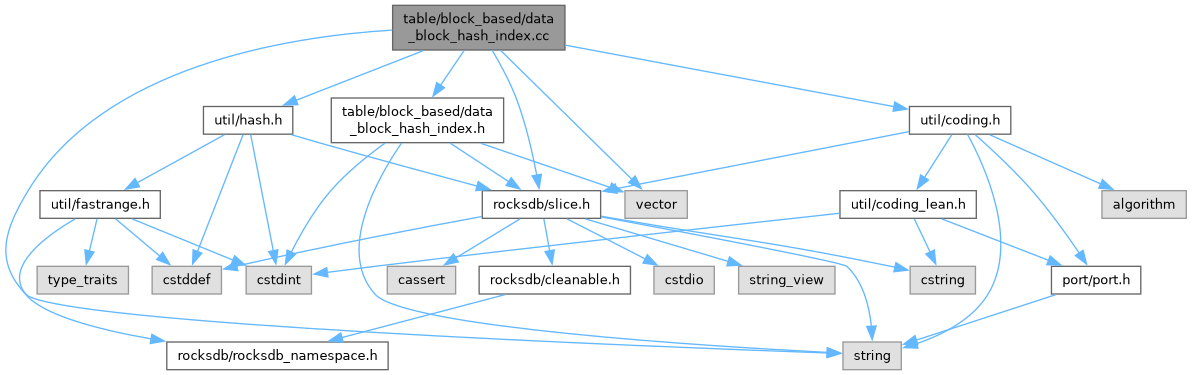 table/block_based/data
_block_hash_index.cc
util/hash.h
table/block_based/data
_block_hash_index.h
util/coding.h
util/fastrange.h
rocksdb/slice.h
vector
util/coding_lean.h
algorithm
type_traits
cstddef
cstdint
cassert
rocksdb/cleanable.h
cstdio
string_view
cstring
port/port.h
rocksdb/rocksdb_namespace.h
string